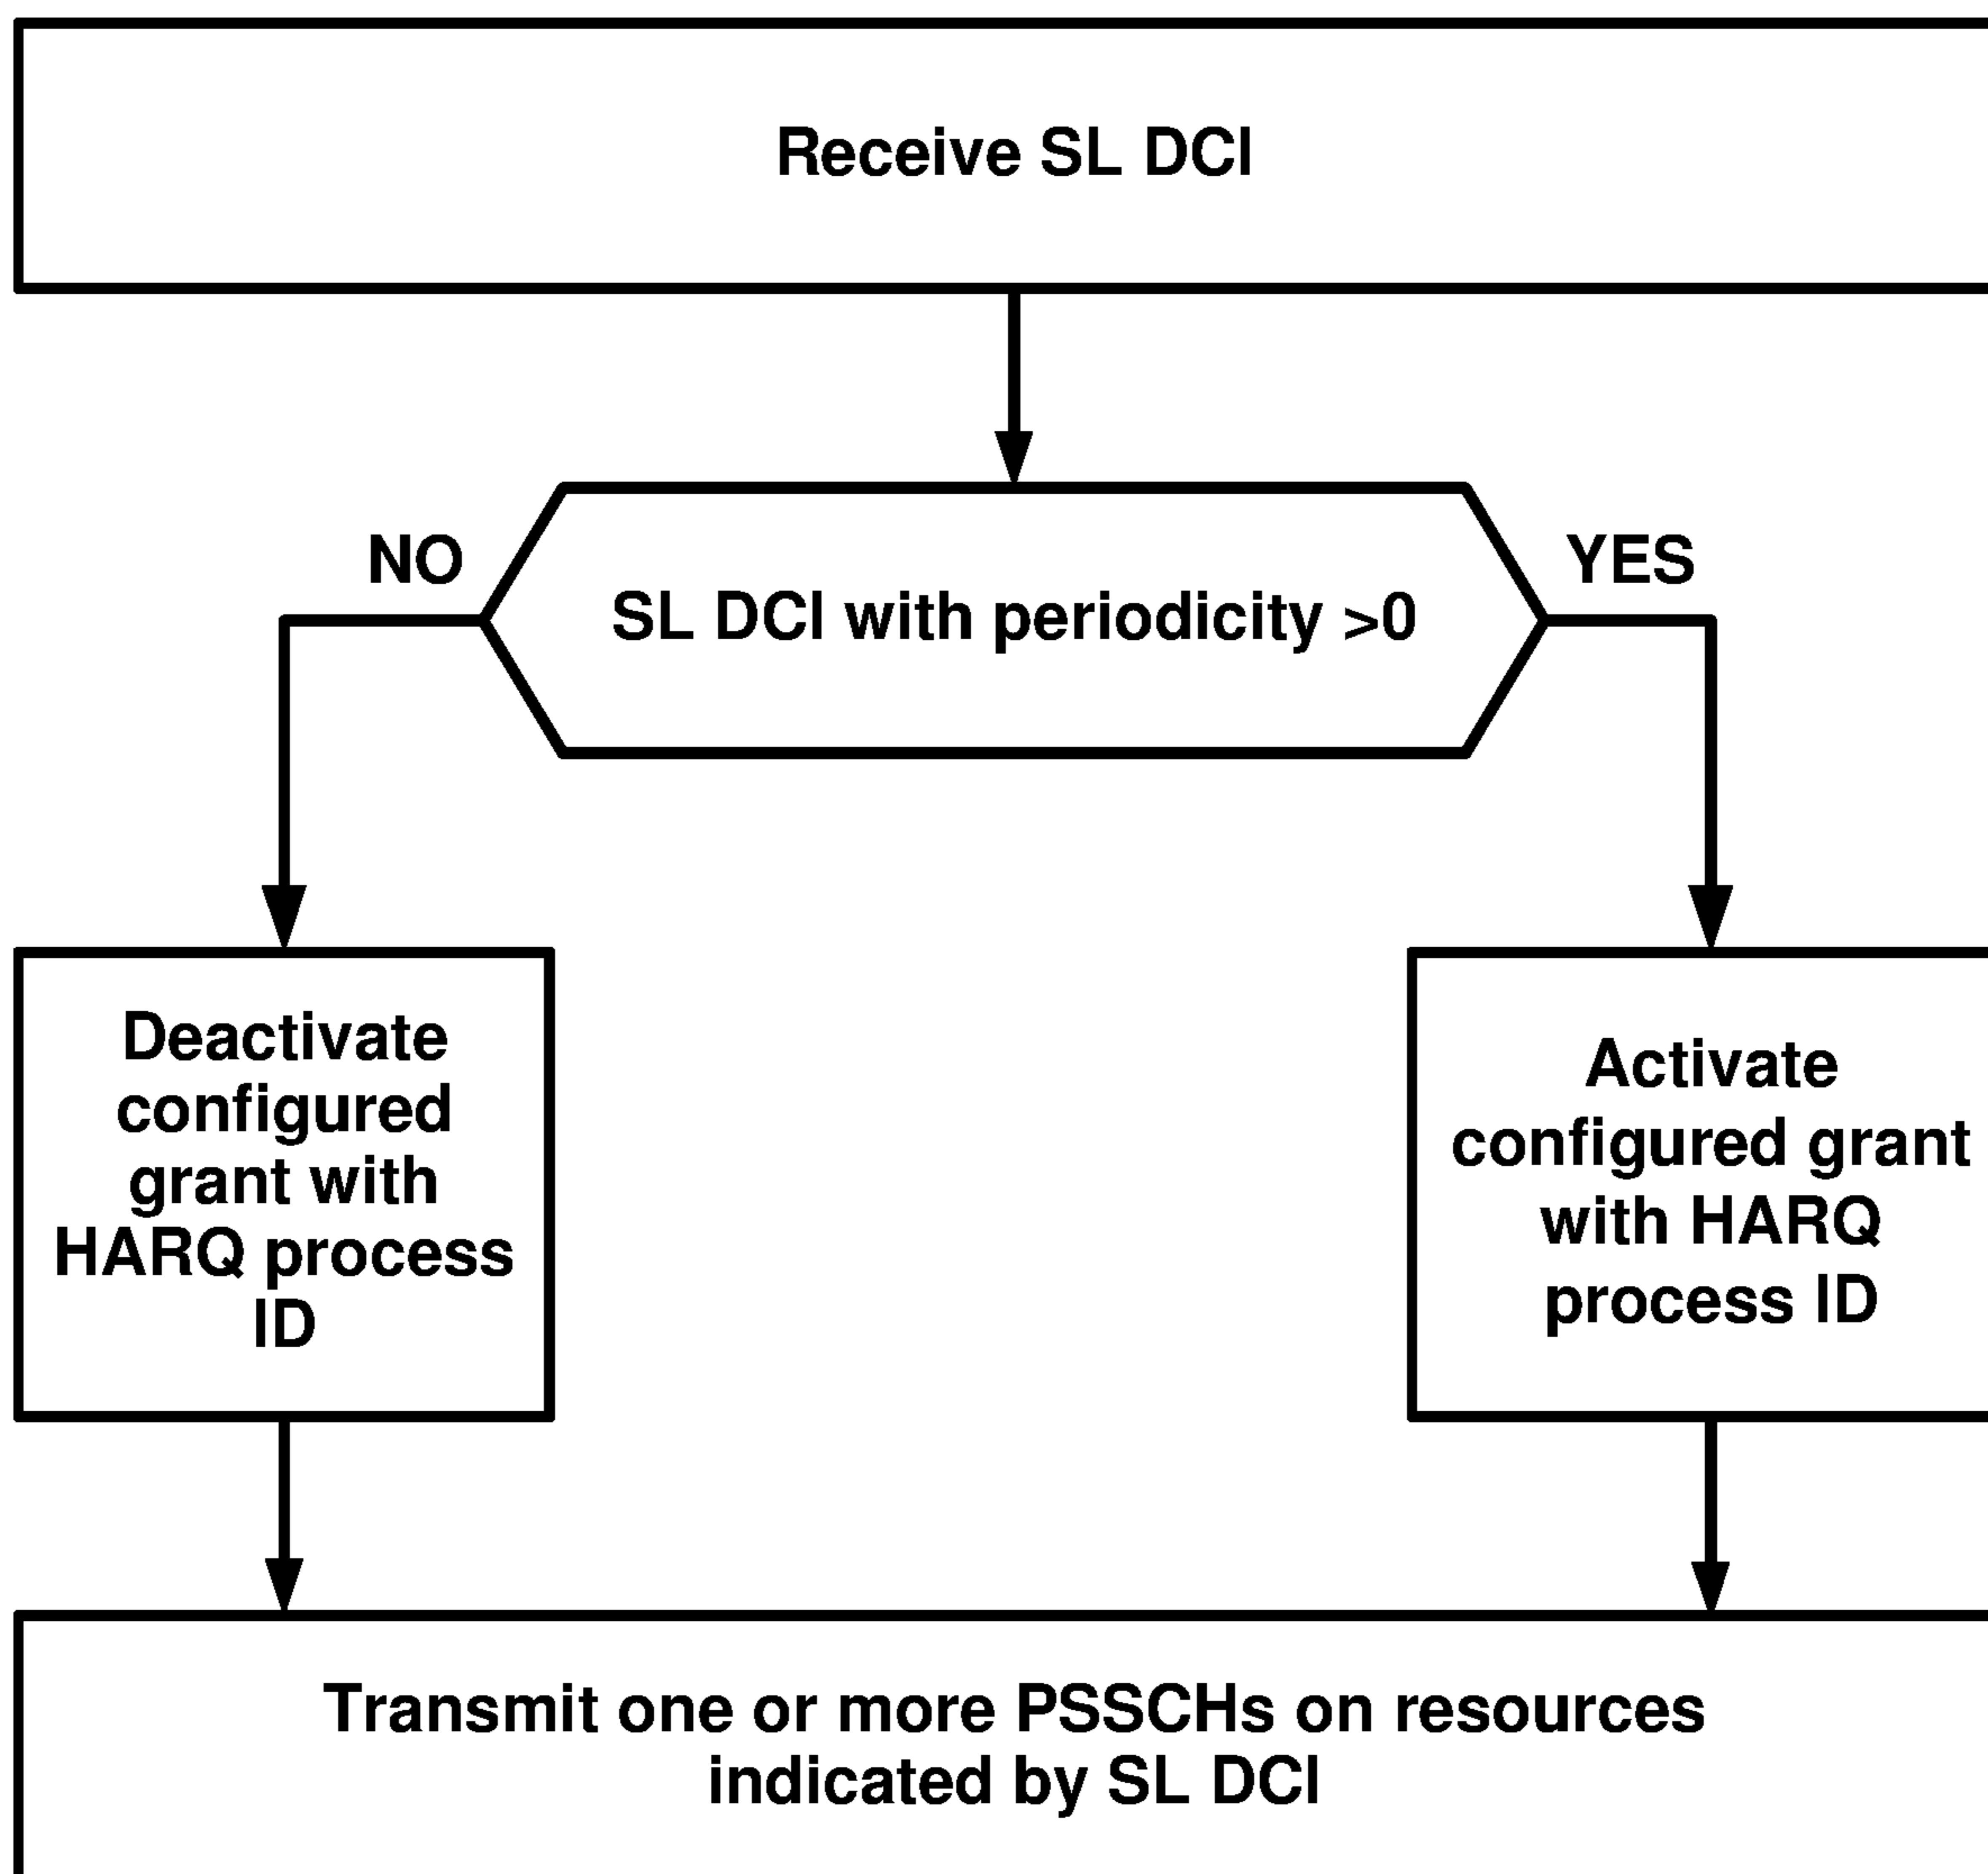 Receive SL DCI
NO
YES
SL DCI with periodicity >0
Deactivate
configured
grant with
HARQ process
ID
Activate
configured grant
with HARQ
process ID
Transmit one or more PSSCHs on resources
indicated by SL DCI